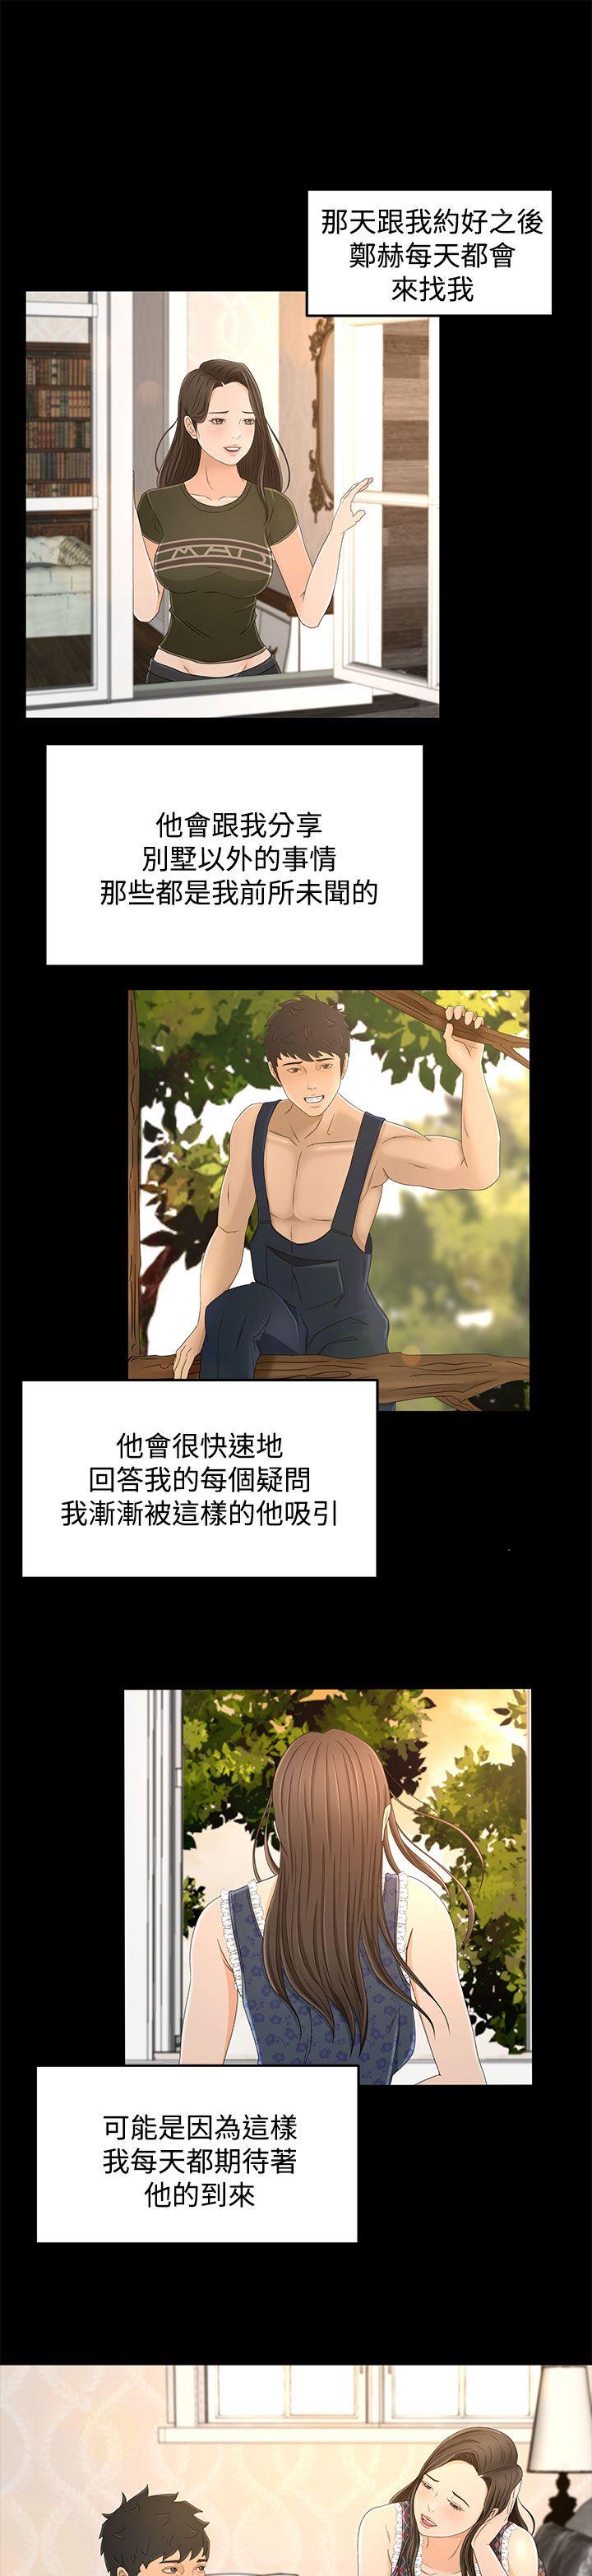 那天跟我約好之後
鄭赫每天都會
來找我
MAD
他會跟我分享
別墅以外的事情
那些都是我前所未聞的
他會很快速地
回答我的每個疑問
我漸漸被這樣的他吸引
可能是因為這樣
我每天都期待著
他的到來